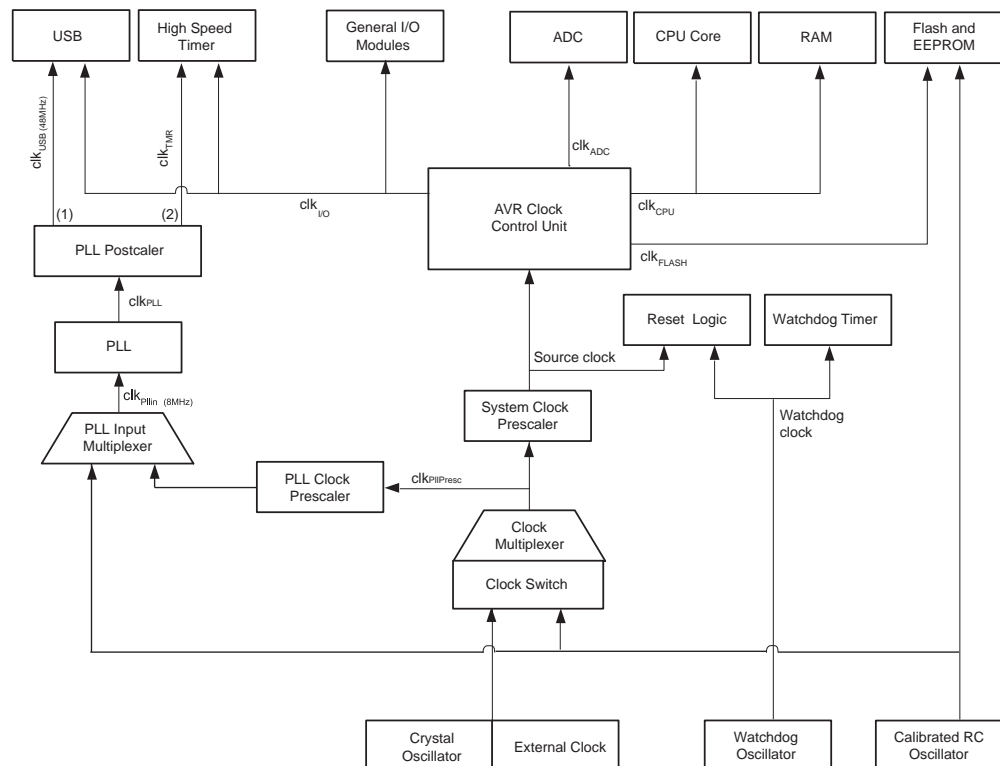 USB
High Speed
Timer
General I/O
Modules
ADC
CPU Core
RAM
Flash and
EEPROM
clkUSB (48MHz)
clkTMR
clkADC
(1)
(2)
clkI/O
AVR Clock
Control Unit
clkCPU
clkFLASH
PLL Postcaler
clkPLL
PLL
clkPllin (8MHz)
PLL Input
Multiplexer
PLL Clock
Prescaler
clkPllPresc
Source clock
Reset Logic
Watchdog Timer
System Clock
Prescaler
Watchdog
clock
Clock
Multiplexer
Clock Switch
Crystal
Oscillator
External Clock
Watchdog
Oscillator
Calibrated RC
Oscillator